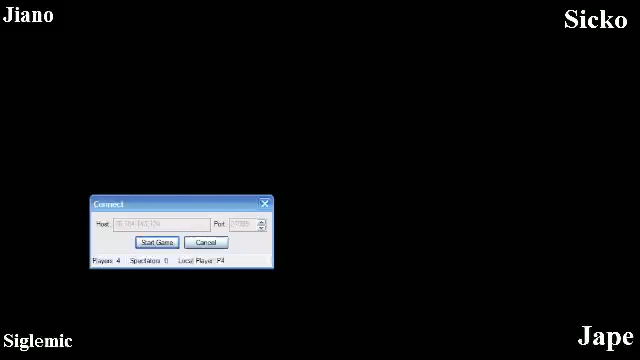 Jiano
Sicko
Connect
Host:
Port:
Start Game
Cancel
Players: 4 Spectators: 0 Local Player: P4
Siglemic
Jape